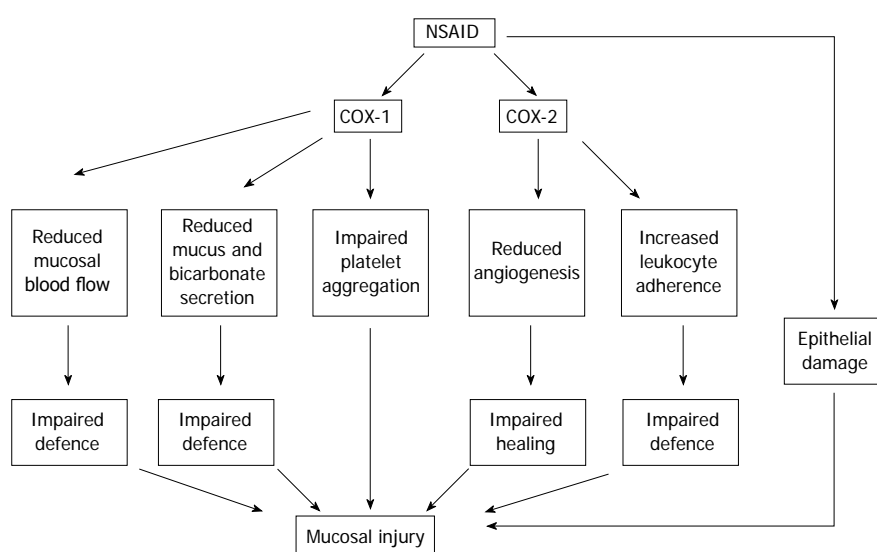 NSAID
COX-1
COX-2
Reduced
mucosal
blood flow
Reduced
mucus and
bicarbonate
secretion
Impaired
platelet
aggregation
Reduced
angiogenesis
Increased
leukocyte
adherence
Epithelial
damage
Impaired
defence
Impaired
defence
Impaired
healing
Impaired
defence
Mucosal injury